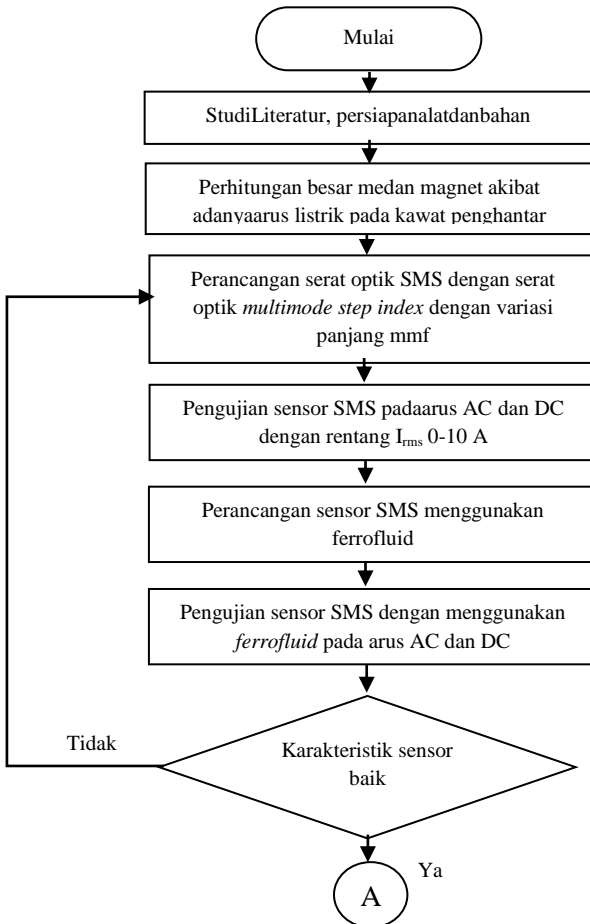 Mulai
StudiLiteratur, persiapanalatdanbahan
Perhitungan besar medan magnet akibat
adanyaarus listrik pada kawat penghantar
Perancangan serat optik SMS dengan serat
optik multimode step index dengan variasi
panjang mmf
Pengujian sensor SMS padaarus AC dan DC
dengan rentang Irms 0-10 A
Perancangan sensor SMS menggunakan
ferrofluid
Pengujian sensor SMS dengan menggunakan
ferrofluid pada arus AC dan DC
Tidak
Karakteristik sensor
baik
Ya
A